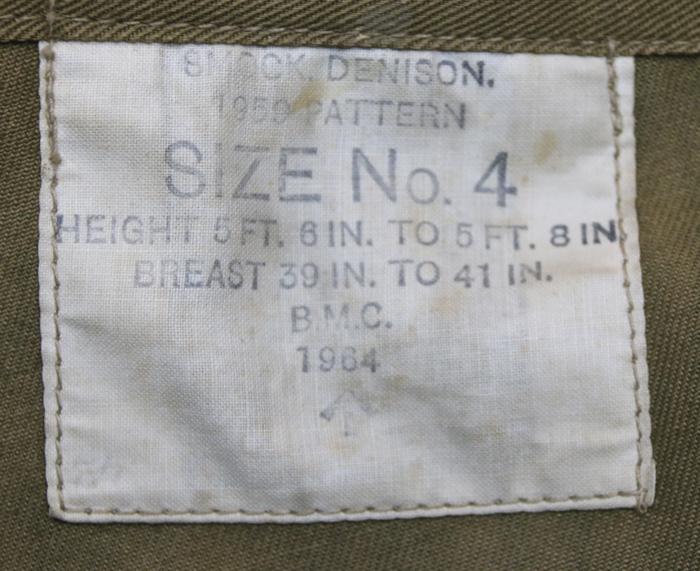 SMOCK, DENISON.
1959 PATTERN
SIZE No. 4
HEIGHT 5 FT. 6 IN. TO 5 FT. 8 IN.
BREAST 39 IN. TO 41 IN.
B.M.C.
1964